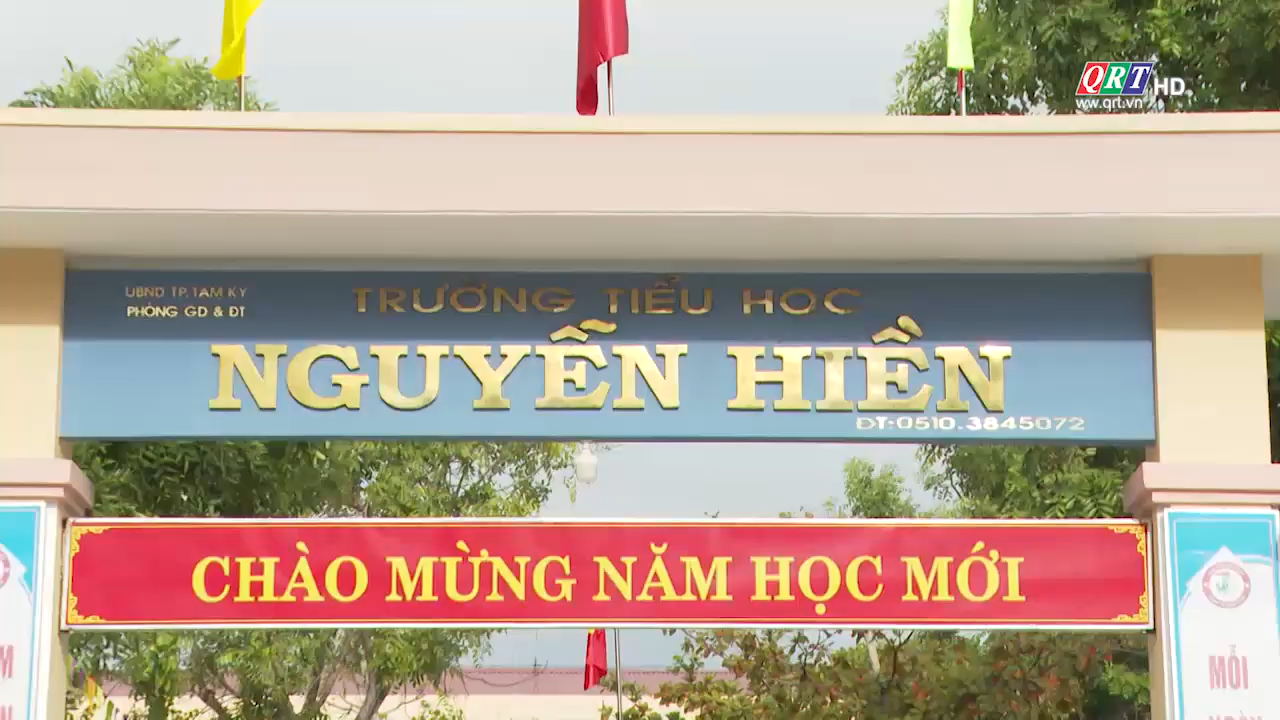 QRT HD
www.qrt.vn
UBND TP.TAM KỲ
PHÒNG GD & ĐT
TRƯỜNG TIỂU HỌC
NGUYỄN HIỀN
ĐT:0510.3845072
CHÀO MỪNG NĂM HỌC MỚI
MỖI